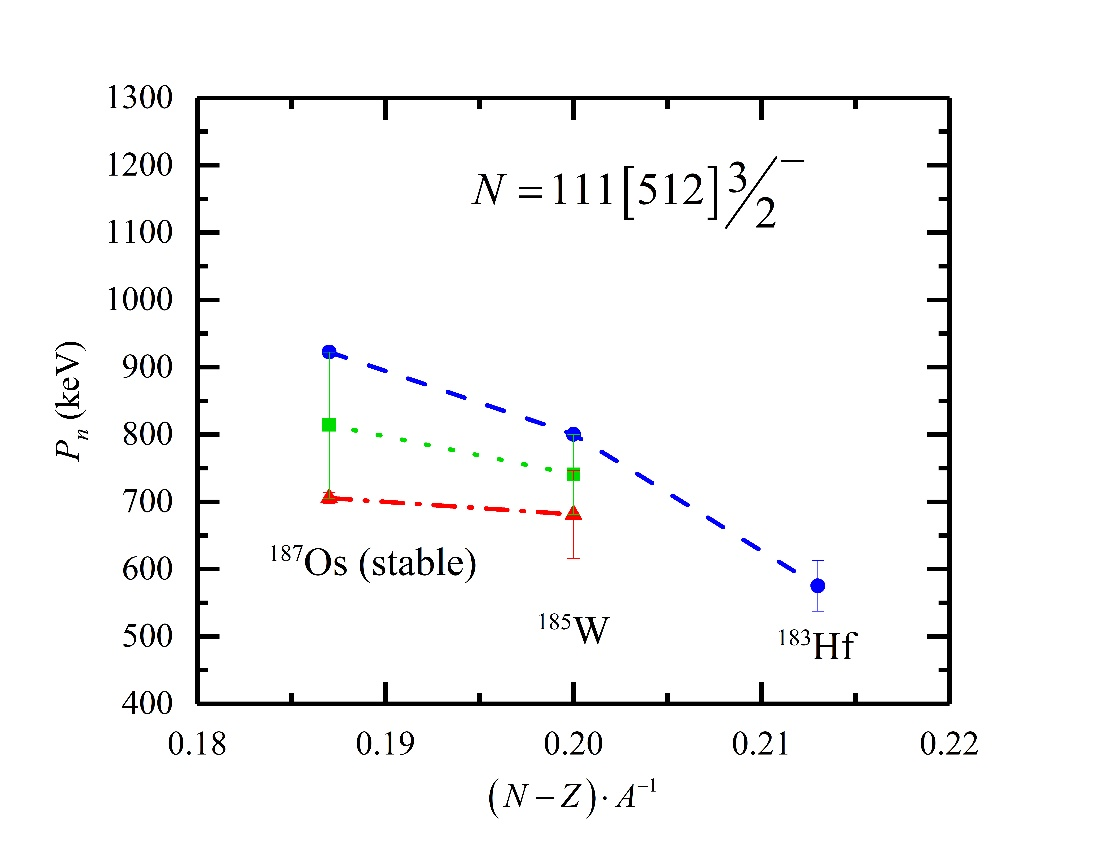 1300
1200
1100
1000
900
800
700
600
500
400
Pₙ (keV)
N = 111[512]3/2⁻
¹⁸⁷Os (stable)
¹⁸⁵W
¹⁸³Hf
0.18 0.19 0.20 0.21 0.22
(N − Z) · A⁻¹